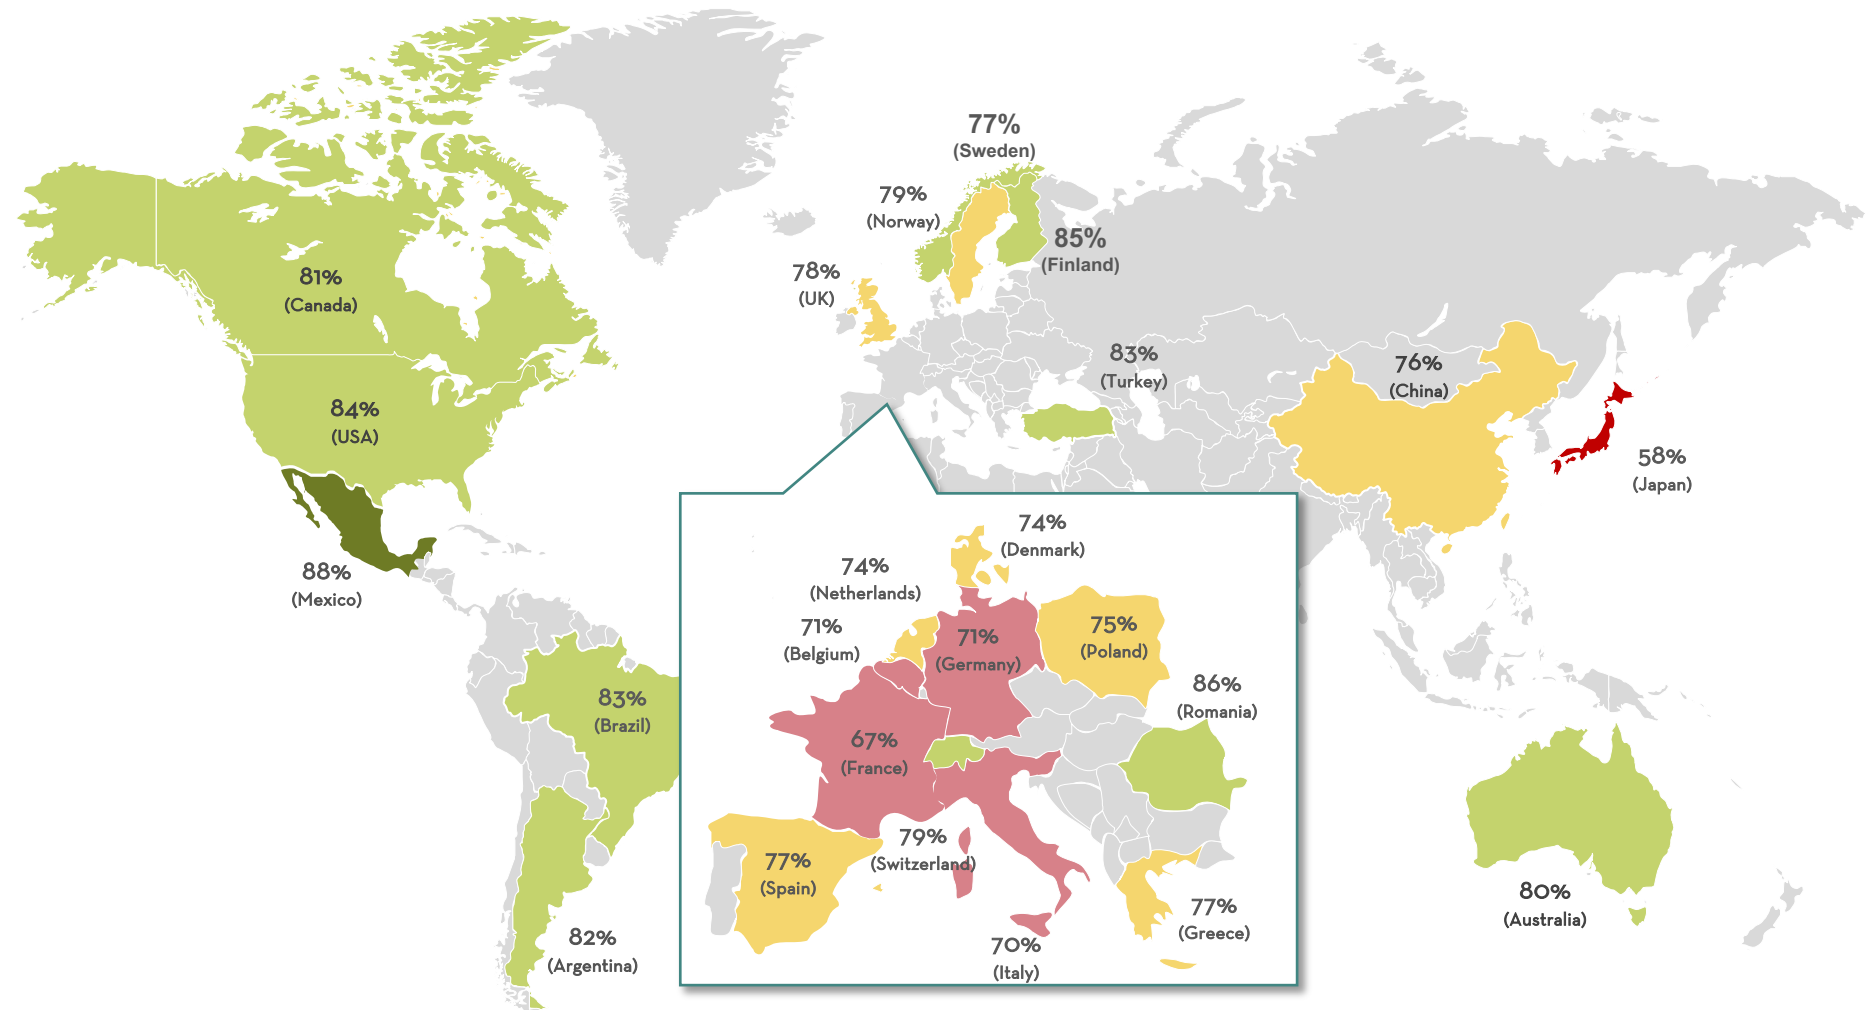 77%
(Sweden)
79%
(Norway)
85%
(Finland)
78%
(UK)
81%
(Canada)
83%
(Turkey)
76%
(China)
84%
(USA)
58%
(Japan)
88%
(Mexico)
74%
(Denmark)
74%
(Netherlands)
71%
(Belgium)
71%
(Germany)
75%
(Poland)
86%
(Romania)
83%
(Brazil)
67%
(France)
79%
(Switzerland)
77%
(Spain)
77%
(Greece)
70%
(Italy)
80%
(Australia)
82%
(Argentina)